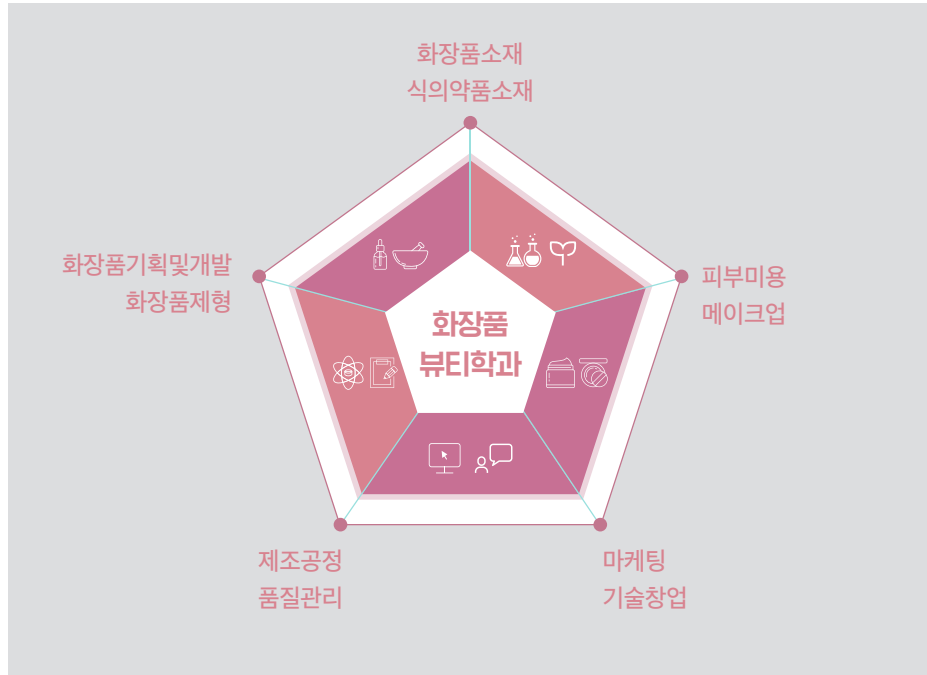 화장품소재
식의약품소재
화장품기획및개발
화장품제형
피부미용
메이크업
화장품
뷰티학과
제조공정
품질관리
마케팅
기술창업